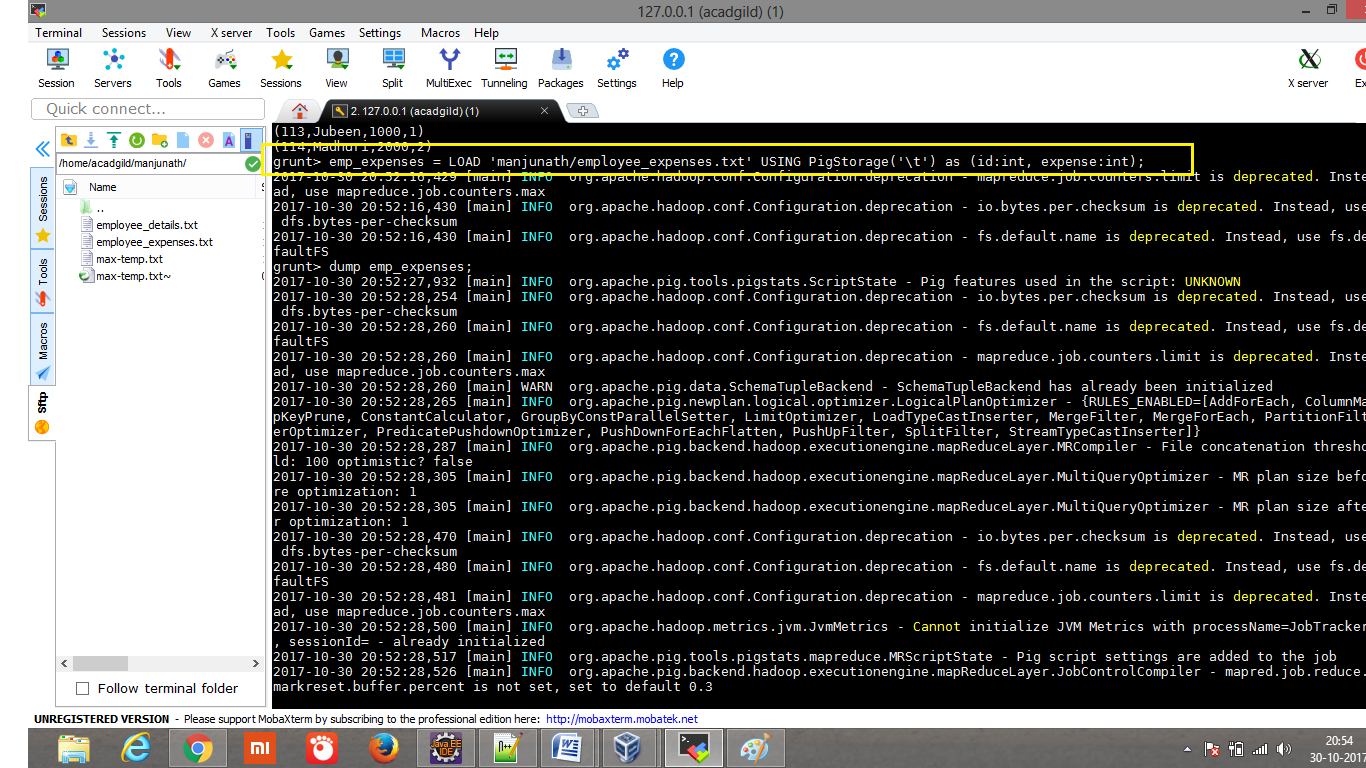 127.0.0.1 (acadgild) (1)
Terminal Sessions View X server Tools Games Settings Macros Help
Session Servers Tools Games Sessions View Split MultiExec Tunneling Packages Settings Help X server Ex
Quick connect...
2. 127.0.0.1 (acadgild) (1)
/home/acadgild/manjunath/
Name
..
employee_details.txt
employee_expenses.txt
max-temp.txt
max-temp.txt~
Sessions
Tools
Macros
Sftp
Follow terminal folder
(113,Jubeen,1000,1)
(114,Madhuri,2000,2)
grunt> emp_expenses = LOAD 'manjunath/employee_expenses.txt' USING PigStorage('\t') as (id:int, expense:int);
2017-10-30 20:52:16,429 [main] INFO org.apache.hadoop.conf.Configuration.deprecation - mapreduce.job.counters.limit is deprecated. Inste
ad, use mapreduce.job.counters.max
2017-10-30 20:52:16,430 [main] INFO org.apache.hadoop.conf.Configuration.deprecation - io.bytes.per.checksum is deprecated. Instead, use
dfs.bytes-per-checksum
2017-10-30 20:52:16,430 [main] INFO org.apache.hadoop.conf.Configuration.deprecation - fs.default.name is deprecated. Instead, use fs.de
faultFS
grunt> dump emp_expenses;
2017-10-30 20:52:27,932 [main] INFO org.apache.pig.tools.pigstats.ScriptState - Pig features used in the script: UNKNOWN
2017-10-30 20:52:28,254 [main] INFO org.apache.hadoop.conf.Configuration.deprecation - io.bytes.per.checksum is deprecated. Instead, use
dfs.bytes-per-checksum
2017-10-30 20:52:28,260 [main] INFO org.apache.hadoop.conf.Configuration.deprecation - fs.default.name is deprecated. Instead, use fs.de
faultFS
2017-10-30 20:52:28,260 [main] INFO org.apache.hadoop.conf.Configuration.deprecation - mapreduce.job.counters.limit is deprecated. Inste
ad, use mapreduce.job.counters.max
2017-10-30 20:52:28,260 [main] WARN org.apache.pig.data.SchemaTupleBackend - SchemaTupleBackend has already been initialized
2017-10-30 20:52:28,265 [main] INFO org.apache.pig.newplan.logical.optimizer.LogicalPlanOptimizer - {RULES_ENABLED=[AddForEach, ColumnMa
pKeyPrune, ConstantCalculator, GroupByConstParallelSetter, LimitOptimizer, LoadTypeCastInserter, MergeFilter, MergeForEach, PartitionFilt
erOptimizer, PredicatePushdownOptimizer, PushDownForEachFlatten, PushUpFilter, SplitFilter, StreamTypeCastInserter]}
2017-10-30 20:52:28,287 [main] INFO org.apache.pig.backend.hadoop.executionengine.mapReduceLayer.MRCompiler - File concatenation thresho
ld: 100 optimistic? false
2017-10-30 20:52:28,305 [main] INFO org.apache.pig.backend.hadoop.executionengine.mapReduceLayer.MultiQueryOptimizer - MR plan size befo
re optimization: 1
2017-10-30 20:52:28,305 [main] INFO org.apache.pig.backend.hadoop.executionengine.mapReduceLayer.MultiQueryOptimizer - MR plan size afte
r optimization: 1
2017-10-30 20:52:28,470 [main] INFO org.apache.hadoop.conf.Configuration.deprecation - io.bytes.per.checksum is deprecated. Instead, use
dfs.bytes-per-checksum
2017-10-30 20:52:28,480 [main] INFO org.apache.hadoop.conf.Configuration.deprecation - fs.default.name is deprecated. Instead, use fs.de
faultFS
2017-10-30 20:52:28,481 [main] INFO org.apache.hadoop.conf.Configuration.deprecation - mapreduce.job.counters.limit is deprecated. Inste
ad, use mapreduce.job.counters.max
2017-10-30 20:52:28,500 [main] INFO org.apache.hadoop.metrics.jvm.JvmMetrics - Cannot initialize JVM Metrics with processName=JobTracker
, sessionId= - already initialized
2017-10-30 20:52:28,517 [main] INFO org.apache.pig.tools.pigstats.mapreduce.MRScriptState - Pig script settings are added to the job
2017-10-30 20:52:28,526 [main] INFO org.apache.pig.backend.hadoop.executionengine.mapReduceLayer.JobControlCompiler - mapred.job.reduce.
markreset.buffer.percent is not set, set to default 0.3
UNREGISTERED VERSION - Please support MobaXterm by subscribing to the professional edition here: http://mobaxterm.mobatek.net
20:54
30-10-2017